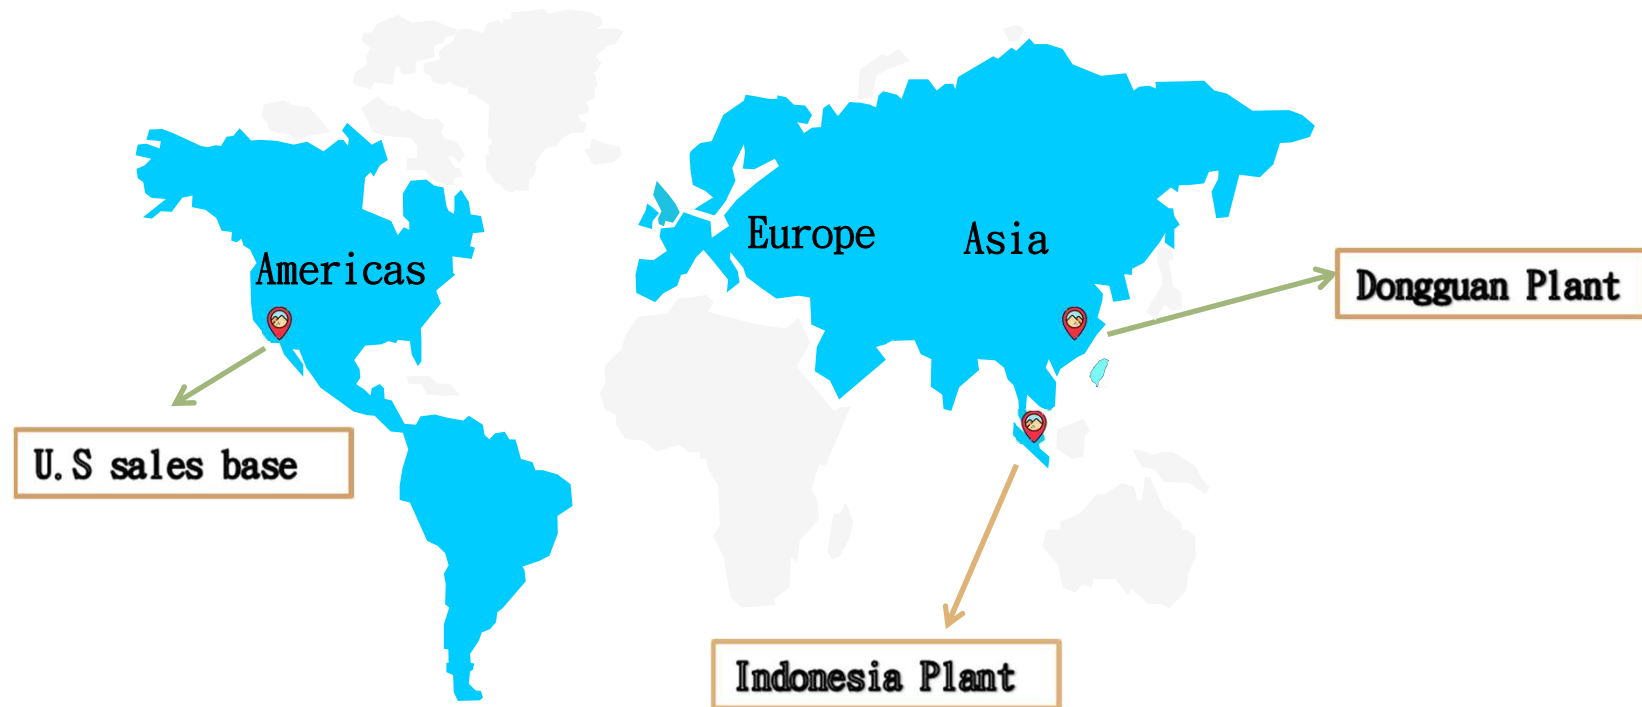 Europe
Asia
Americas
Dongguan Plant
U.S sales base
Indonesia Plant